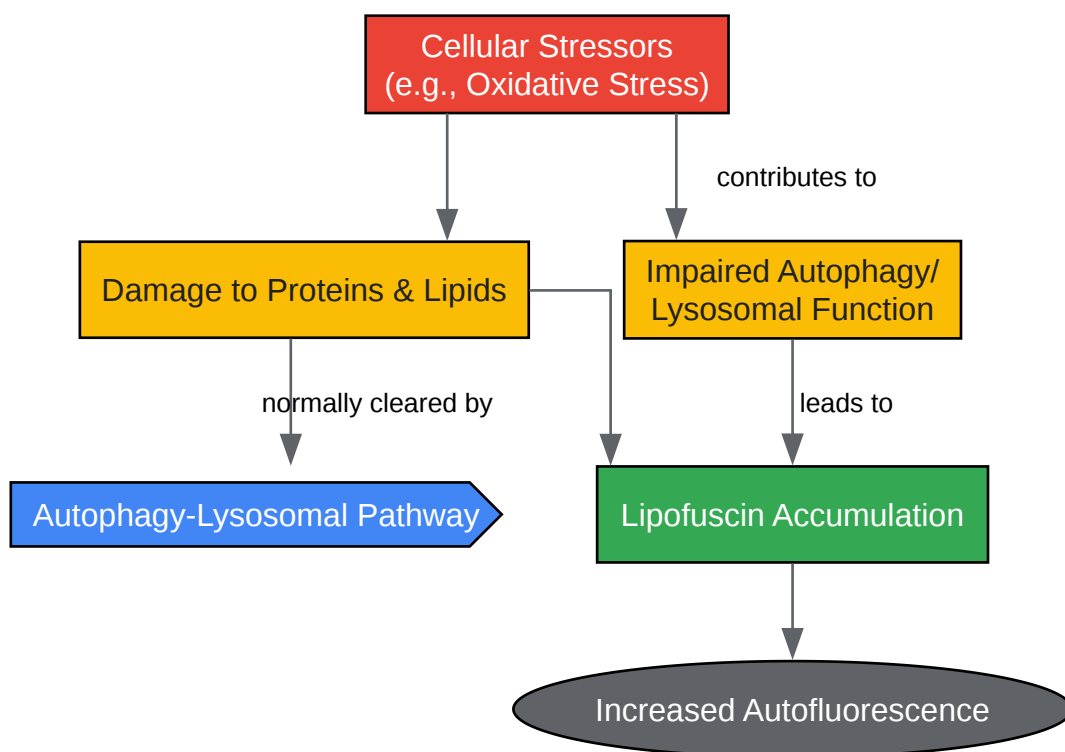 Cellular Stressors
(e.g., Oxidative Stress)
contributes to
Damage to Proteins & Lipids
Impaired Autophagy/
Lysosomal Function
normally cleared by
leads to
Autophagy-Lysosomal Pathway
Lipofuscin Accumulation
Increased Autofluorescence